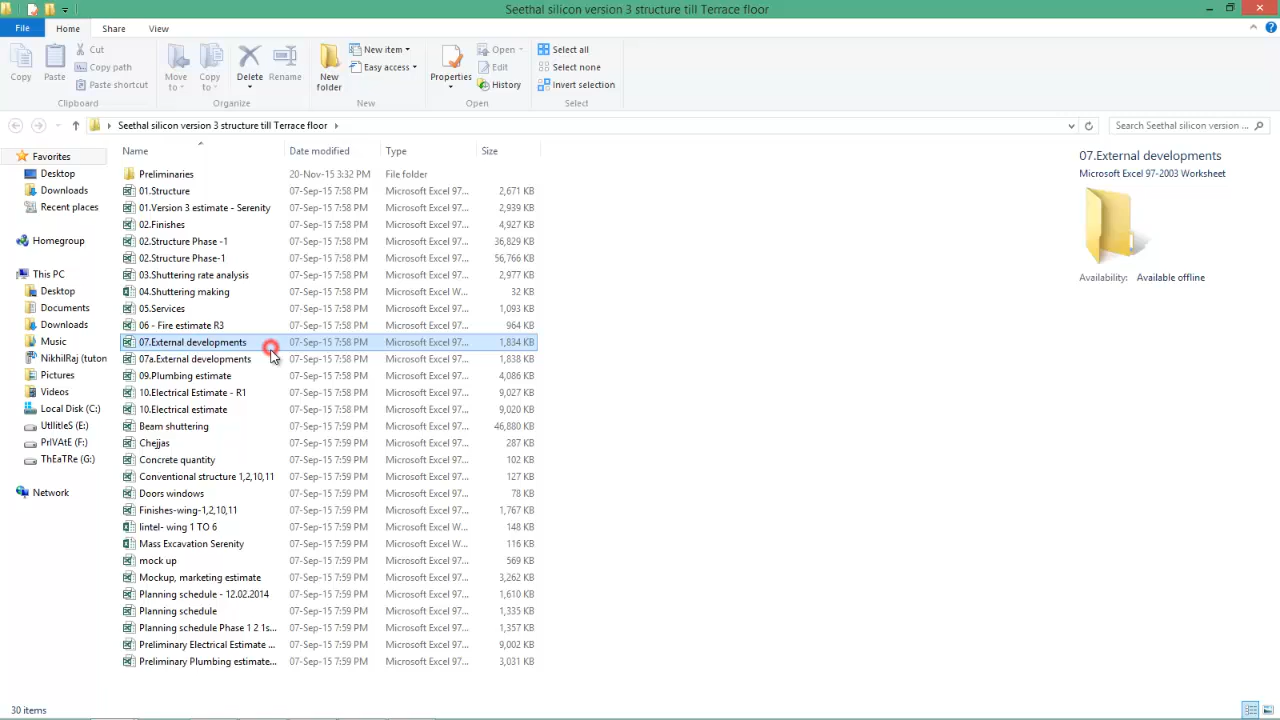 Seethal silicon version 3 structure till Terrace floor
File Home Share View
Copy Paste Cut Copy path Paste shortcut Clipboard
Move to Copy to Delete Rename Organize
New folder New item Easy access New
Properties Open Edit History Open
Select all Select none Invert selection Select
Seethal silicon version 3 structure till Terrace floor Search Seethal silicon version ...
Favorites
Desktop
Downloads
Recent places
Homegroup
This PC
Desktop
Documents
Downloads
Music
NikhilRaj (tuton
Pictures
Videos
Local Disk (C:)
UtIlitIeS (E:)
PrIVAtE (F:)
ThEaTRe (G:)
Network
Name Date modified Type Size
Preliminaries 20-Nov-15 3:32 PM File folder
01.Structure 07-Sep-15 7:58 PM Microsoft Excel 97... 2,671 KB
01.Version 3 estimate - Serenity 07-Sep-15 7:58 PM Microsoft Excel 97... 2,939 KB
02.Finishes 07-Sep-15 7:58 PM Microsoft Excel 97... 4,927 KB
02.Structure Phase -1 07-Sep-15 7:58 PM Microsoft Excel 97... 36,829 KB
02.Structure Phase-1 07-Sep-15 7:58 PM Microsoft Excel 97... 56,766 KB
03.Shuttering rate analysis 07-Sep-15 7:58 PM Microsoft Excel 97... 2,977 KB
04.Shuttering making 07-Sep-15 7:58 PM Microsoft Excel W... 32 KB
05.Services 07-Sep-15 7:58 PM Microsoft Excel 97... 1,093 KB
06 - Fire estimate R3 07-Sep-15 7:58 PM Microsoft Excel 97... 964 KB
07.External developments 07-Sep-15 7:58 PM Microsoft Excel 97... 1,834 KB
07a.External developments 07-Sep-15 7:58 PM Microsoft Excel 97... 1,838 KB
09.Plumbing estimate 07-Sep-15 7:58 PM Microsoft Excel 97... 4,086 KB
10.Electrical Estimate - R1 07-Sep-15 7:58 PM Microsoft Excel 97... 9,027 KB
10.Electrical estimate 07-Sep-15 7:58 PM Microsoft Excel 97... 9,020 KB
Beam shuttering 07-Sep-15 7:59 PM Microsoft Excel 97... 46,880 KB
Chejjas 07-Sep-15 7:59 PM Microsoft Excel 97... 287 KB
Concrete quantity 07-Sep-15 7:59 PM Microsoft Excel 97... 102 KB
Conventional structure 1,2,10,11 07-Sep-15 7:59 PM Microsoft Excel 97... 127 KB
Doors windows 07-Sep-15 7:59 PM Microsoft Excel 97... 78 KB
Finishes-wing-1,2,10,11 07-Sep-15 7:59 PM Microsoft Excel 97... 1,767 KB
lintel- wing 1 TO 6 07-Sep-15 7:59 PM Microsoft Excel W... 148 KB
Mass Excavation Serenity 07-Sep-15 7:59 PM Microsoft Excel W... 116 KB
mock up 07-Sep-15 7:59 PM Microsoft Excel 97... 569 KB
Mockup, marketing estimate 07-Sep-15 7:59 PM Microsoft Excel 97... 3,262 KB
Planning schedule - 12.02.2014 07-Sep-15 7:59 PM Microsoft Excel 97... 1,610 KB
Planning schedule 07-Sep-15 7:59 PM Microsoft Excel 97... 1,335 KB
Planning schedule Phase 1 2 1s... 07-Sep-15 7:59 PM Microsoft Excel 97... 1,357 KB
Preliminary Electrical Estimate ... 07-Sep-15 7:59 PM Microsoft Excel 97... 9,002 KB
Preliminary Plumbing estimate... 07-Sep-15 7:59 PM Microsoft Excel 97... 3,031 KB
07.External developments
Microsoft Excel 97-2003 Worksheet
Availability: Available offline
30 items